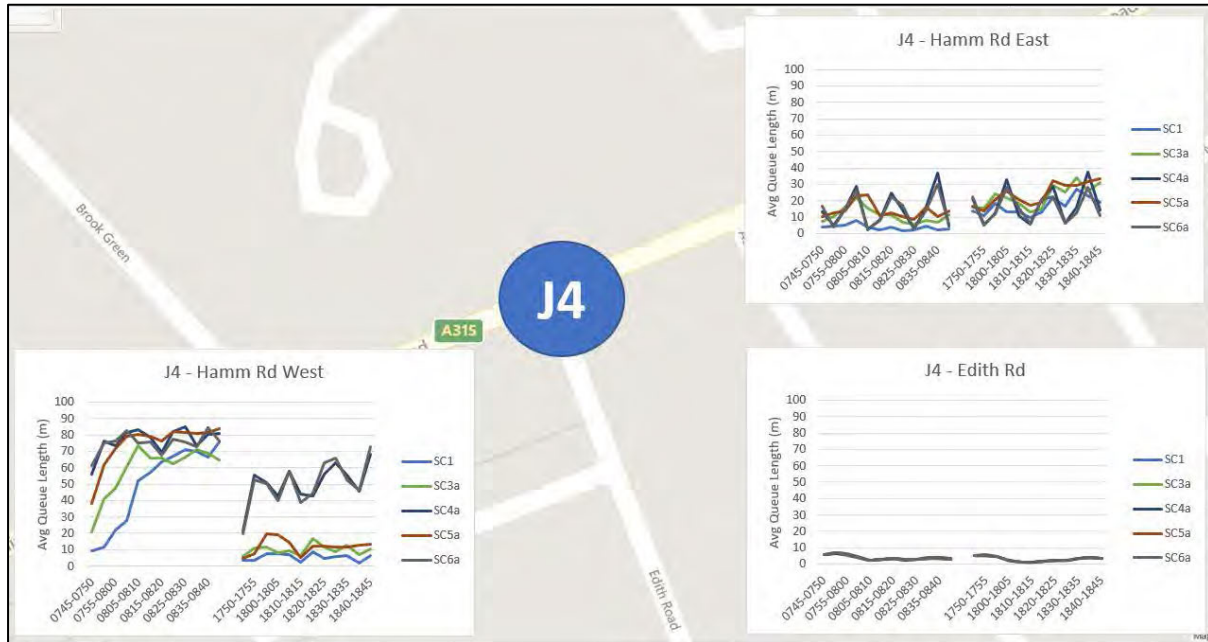 J4 - Hamm Rd East
Avg Queue Length (m)
100
90
80
70
60
50
40
30
20
10
0
0745-0750
0755-0800
0805-0810
0815-0820
0825-0830
0835-0840
1750-1755
1800-1805
1810-1815
1820-1825
1830-1835
1840-1845
SC1
SC3a
SC4a
SC5a
SC6a
Brook Green
J4
A315
J4 - Hamm Rd West
Avg Queue Length (m)
100
90
80
70
60
50
40
30
20
10
0
0745-0750
0755-0800
0805-0810
0815-0820
0825-0830
0835-0840
1750-1755
1800-1805
1810-1815
1820-1825
1830-1835
1840-1845
SC1
SC3a
SC4a
SC5a
SC6a
Edith Road
J4 - Edith Rd
Avg Queue Length (m)
100
90
80
70
60
50
40
30
20
10
0
0745-0750
0755-0800
0805-0810
0815-0820
0825-0830
0835-0840
1750-1755
1800-1805
1810-1815
1820-1825
1830-1835
1840-1845
SC1
SC3a
SC4a
SC5a
SC6a